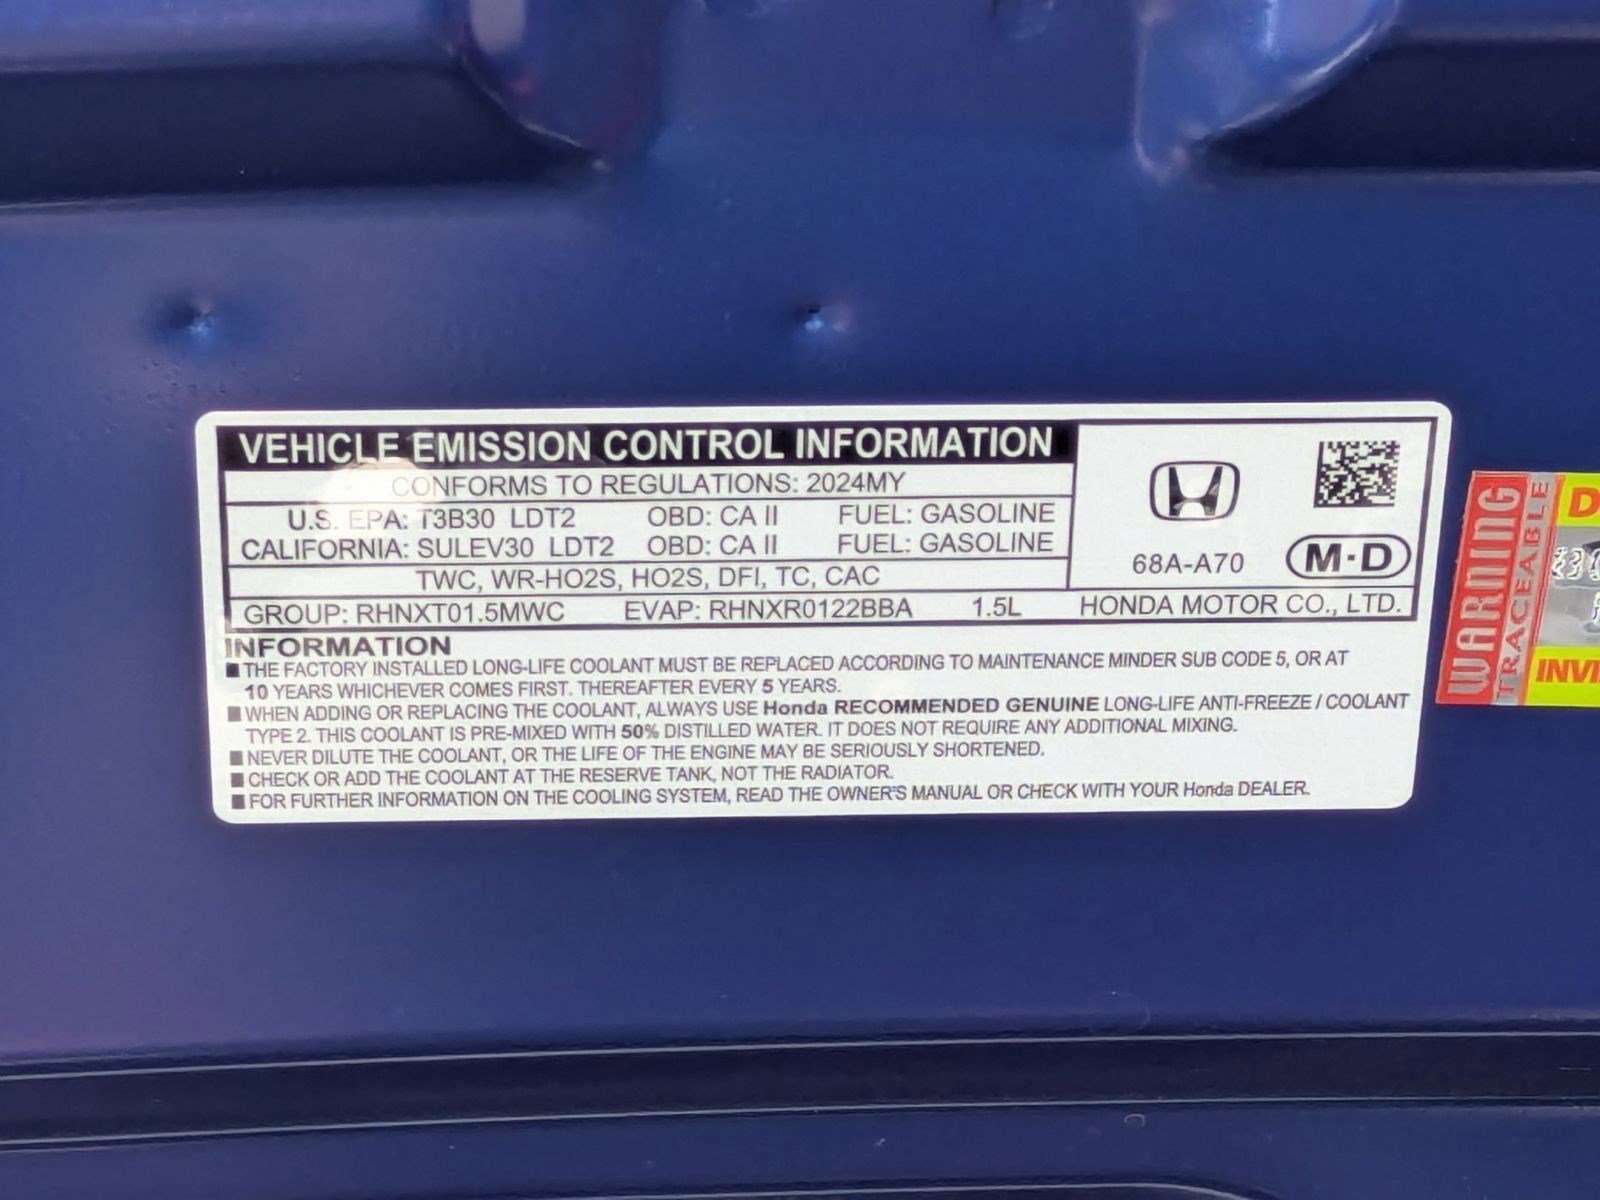 VEHICLE EMISSION CONTROL INFORMATION
CONFORMS TO REGULATIONS: 2024MY
U.S. EPA: T3B30 LDT2 OBD: CA II FUEL: GASOLINE
CALIFORNIA: SULEV30 LDT2 OBD: CA II FUEL: GASOLINE
TWC, WR-HO2S, HO2S, DFI, TC, CAC
68A-A70 M·D
GROUP: RHNXT01.5MWC EVAP: RHNXR0122BBA 1.5L HONDA MOTOR CO., LTD.
INFORMATION
■ THE FACTORY INSTALLED LONG-LIFE COOLANT MUST BE REPLACED ACCORDING TO MAINTENANCE MINDER SUB CODE 5, OR AT
10 YEARS WHICHEVER COMES FIRST. THEREAFTER EVERY 5 YEARS.
■ WHEN ADDING OR REPLACING THE COOLANT, ALWAYS USE Honda RECOMMENDED GENUINE LONG-LIFE ANTI-FREEZE / COOLANT
TYPE 2. THIS COOLANT IS PRE-MIXED WITH 50% DISTILLED WATER. IT DOES NOT REQUIRE ANY ADDITIONAL MIXING.
■ NEVER DILUTE THE COOLANT, OR THE LIFE OF THE ENGINE MAY BE SERIOUSLY SHORTENED.
■ CHECK OR ADD THE COOLANT AT THE RESERVE TANK, NOT THE RADIATOR.
■ FOR FURTHER INFORMATION ON THE COOLING SYSTEM, READ THE OWNER'S MANUAL OR CHECK WITH YOUR Honda DEALER.
WARNING
TRACEABLE